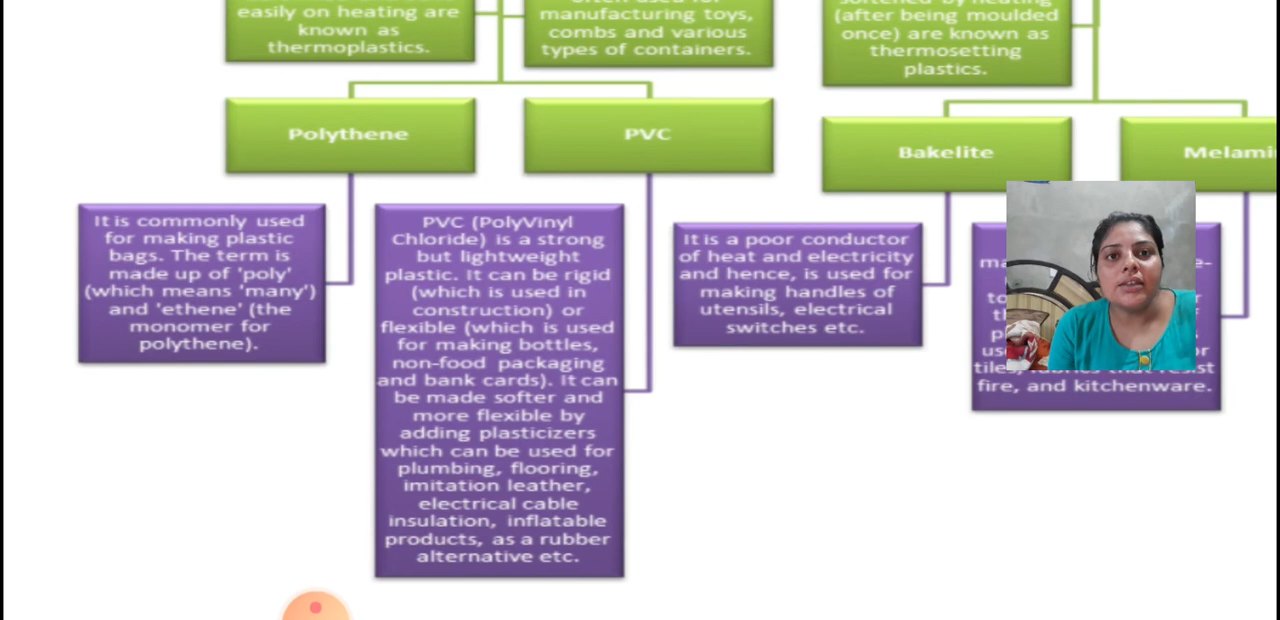 easily on heating are
known as
thermoplastics.
manufacturing toys,
combs and various
types of containers.
(after being moulded
once) are known as
thermosetting
plastics.
Polythene
PVC
Bakelite
It is commonly used
for making plastic
bags. The term is
made up of 'poly'
(which means 'many')
and 'ethene' (the
monomer for
polythene).
PVC (PolyVinyl
Chloride) is a strong
but lightweight
plastic. It can be rigid
(which is used in
construction) or
flexible (which is used
for making bottles,
non-food packaging
and bank cards). It can
be made softer and
more flexible by
adding plasticizers
which can be used for
plumbing, flooring,
imitation leather,
electrical cable
insulation, inflatable
products, as a rubber
alternative etc.
It is a poor conductor
of heat and electricity
and hence, is used for
making handles of
utensils, electrical
switches etc.
fire, and kitchenware.